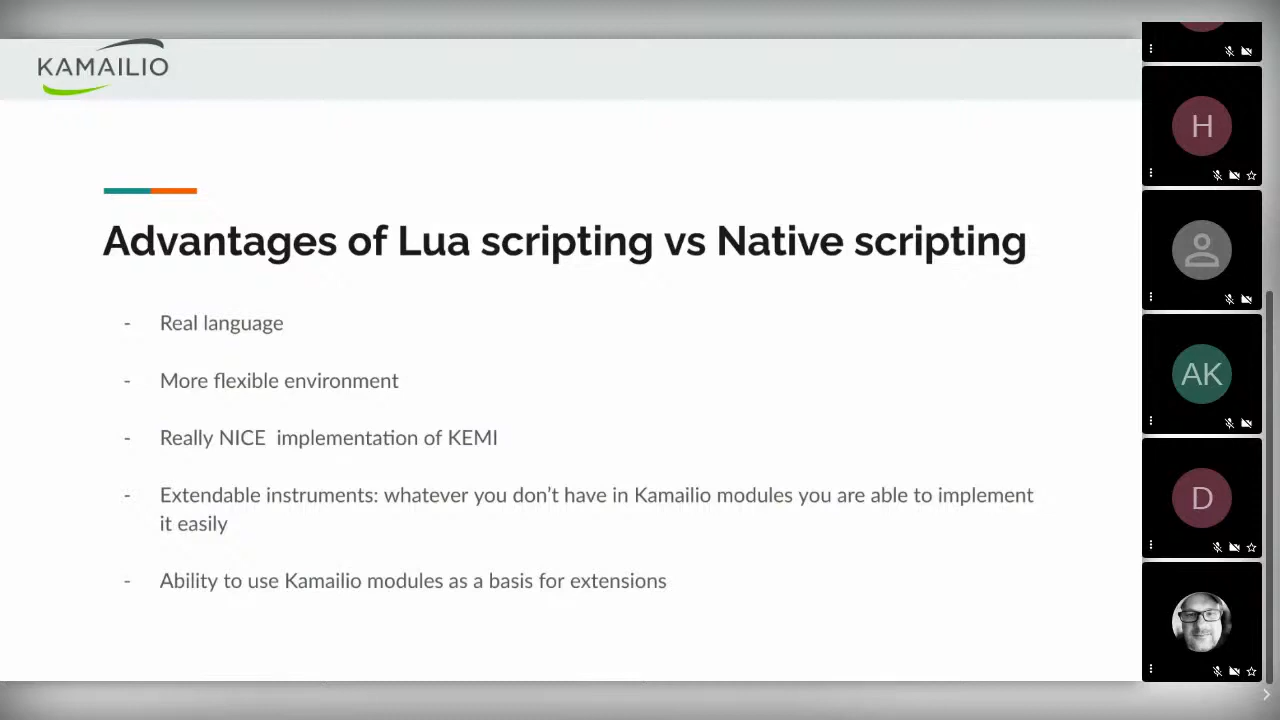 KAMAILIO
Advantages of Lua scripting vs Native scripting
- Real language
- More flexible environment
- Really NICE  implementation of KEMI
- Extendable instruments: whatever you don’t have in Kamailio modules you are able to implement
it easily
- Ability to use Kamailio modules as a basis for extensions
H
AK
D